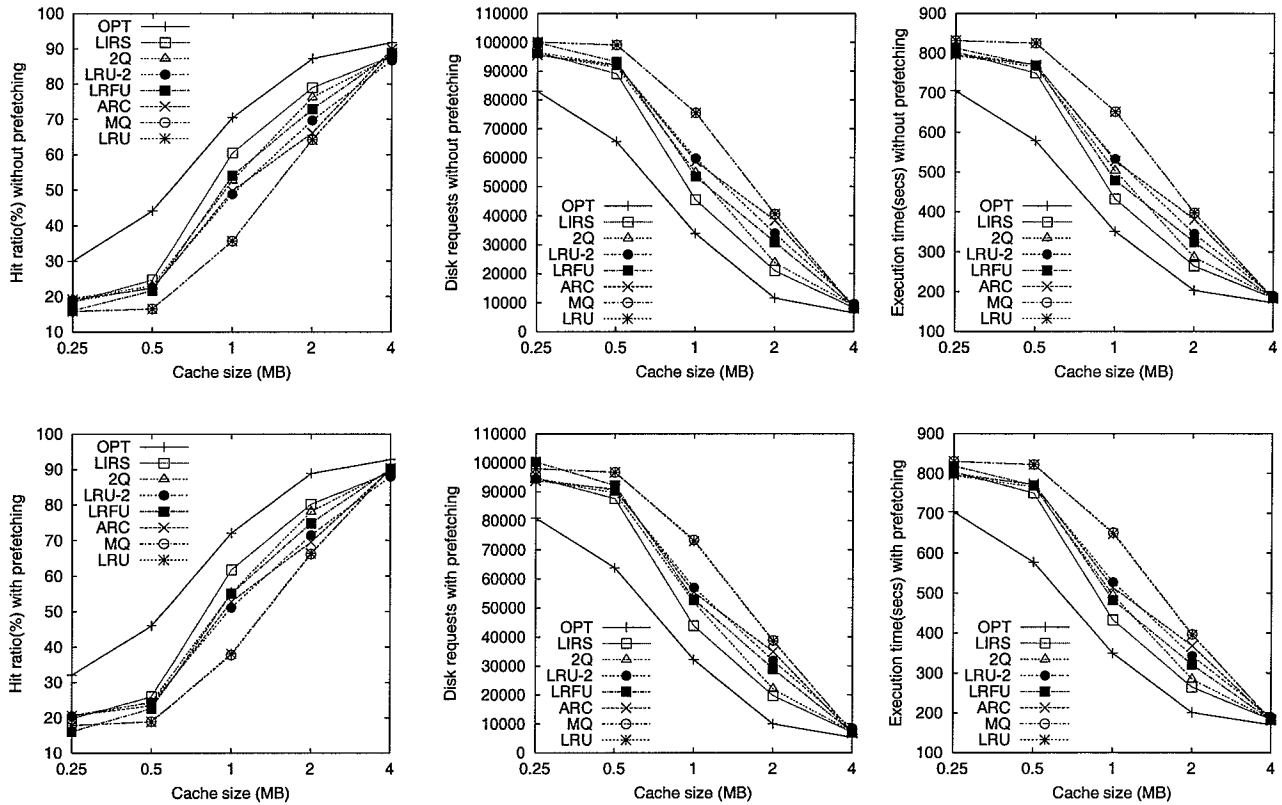 Hit ratio(%) without prefetching
100
90
80
70
60
50
40
30
20
10
OPT
LIRS
2Q
LRU-2
LRFU
ARC
MQ
LRU
0.25 0.5 1 2 4
Cache size (MB)
Disk requests without prefetching
110000
100000
90000
80000
70000
60000
50000
40000
30000
20000
10000
0
OPT
LIRS
2Q
LRU-2
LRFU
ARC
MQ
LRU
0.25 0.5 1 2 4
Cache size (MB)
Execution time(secs) without prefetching
900
800
700
600
500
400
300
200
100
OPT
LIRS
2Q
LRU-2
LRFU
ARC
MQ
LRU
0.25 0.5 1 2 4
Cache size (MB)
Hit ratio(%) with prefetching
100
90
80
70
60
50
40
30
20
10
OPT
LIRS
2Q
LRU-2
LRFU
ARC
MQ
LRU
0.25 0.5 1 2 4
Cache size (MB)
Disk requests with prefetching
110000
100000
90000
80000
70000
60000
50000
40000
30000
20000
10000
0
OPT
LIRS
2Q
LRU-2
LRFU
ARC
MQ
LRU
0.25 0.5 1 2 4
Cache size (MB)
Execution time(secs) with prefetching
900
800
700
600
500
400
300
200
100
OPT
LIRS
2Q
LRU-2
LRFU
ARC
MQ
LRU
0.25 0.5 1 2 4
Cache size (MB)